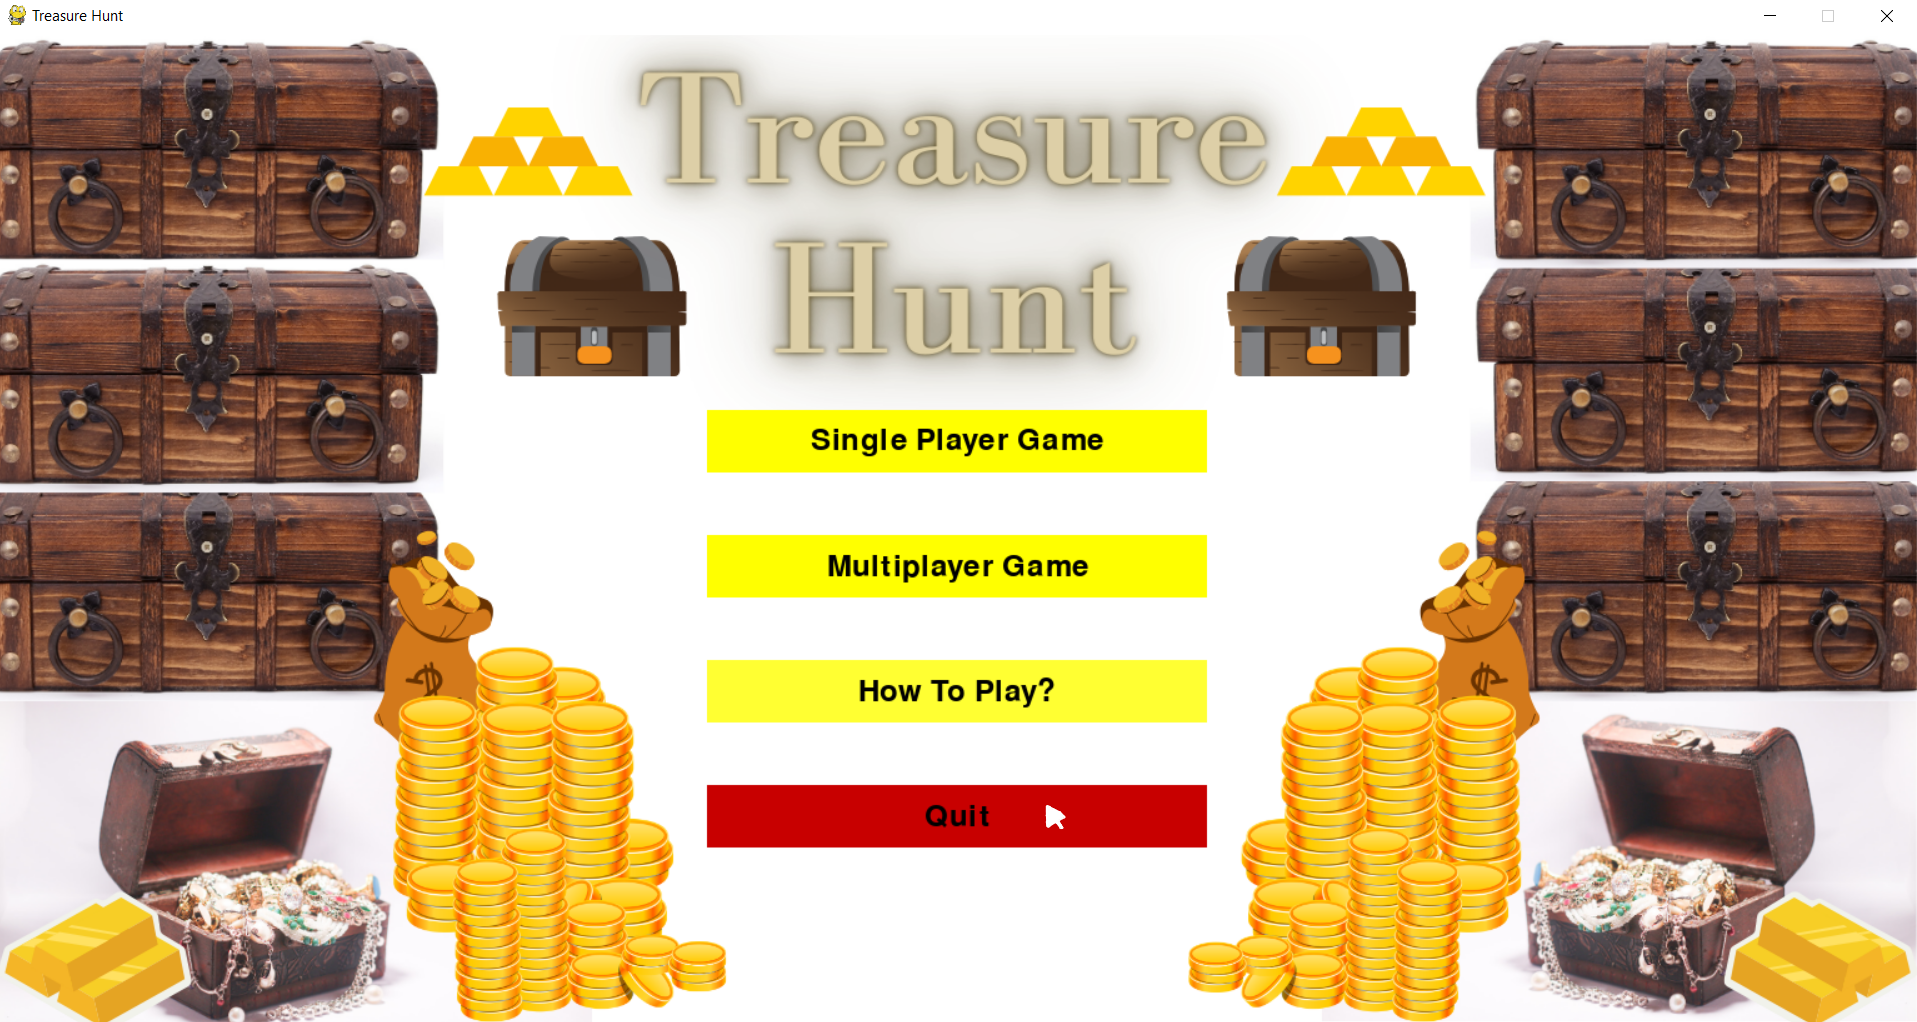 Treasure Hunt
Treasure
Hunt
Single Player Game
Multiplayer Game
How To Play?
Quit